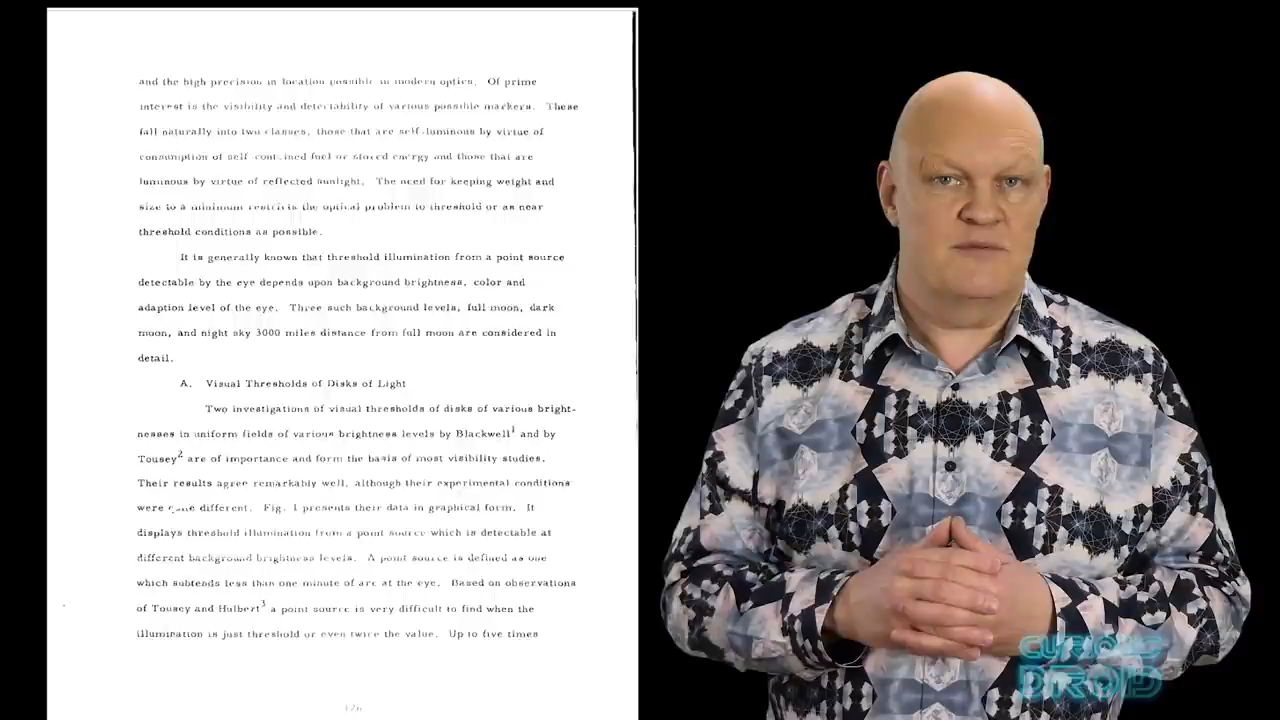 and the high precision in location possible in modern optics. Of prime
interest is the visibility and detectability of various possible markers. These
fall naturally into two classes, those that are self-luminous by virtue of
consumption of self-contained fuel or stored energy and those that are
luminous by virtue of reflected sunlight. The need for keeping weight and
size to a minimum restricts the optical problem to threshold or as near
threshold conditions as possible.
It is generally known that threshold illumination from a point source
detectable by the eye depends upon background brightness, color and
adaption level of the eye. Three such background levels, full moon, dark
moon, and night sky 3000 miles distance from full moon are considered in
detail.
A. Visual Thresholds of Disks of Light
Two investigations of visual thresholds of disks of various bright-
nesses in uniform fields of various brightness levels by Blackwell1 and by
Tousey2 are of importance and form the basis of most visibility studies.
Their results agree remarkably well, although their experimental conditions
were different. Fig. 1 presents their data in graphical form. It
displays threshold illumination from a point source which is detectable at
different background brightness levels. A point source is defined as one
which subtends less than one minute of arc at the eye. Based on observations
of Tousey and Hulbert3 a point source is very difficult to find when the
illumination is just threshold or even twice the value. Up to five times
CURIOUS
DROID